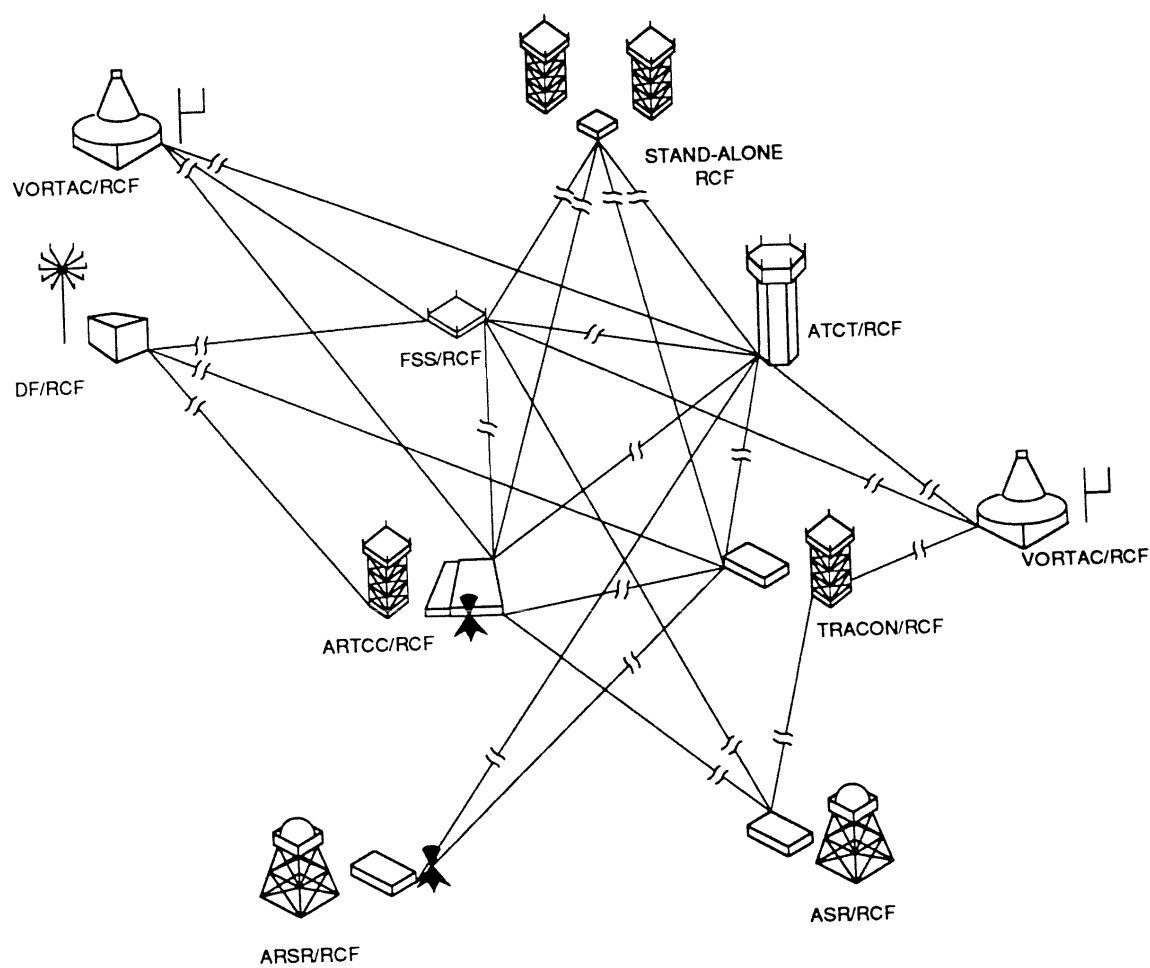 STAND-ALONE
RCF
VORTAC/RCF
ATCT/RCF
FSS/RCF
DF/RCF
VORTAC/RCF
TRACON/RCF
ARTCC/RCF
ASR/RCF
ARSR/RCF